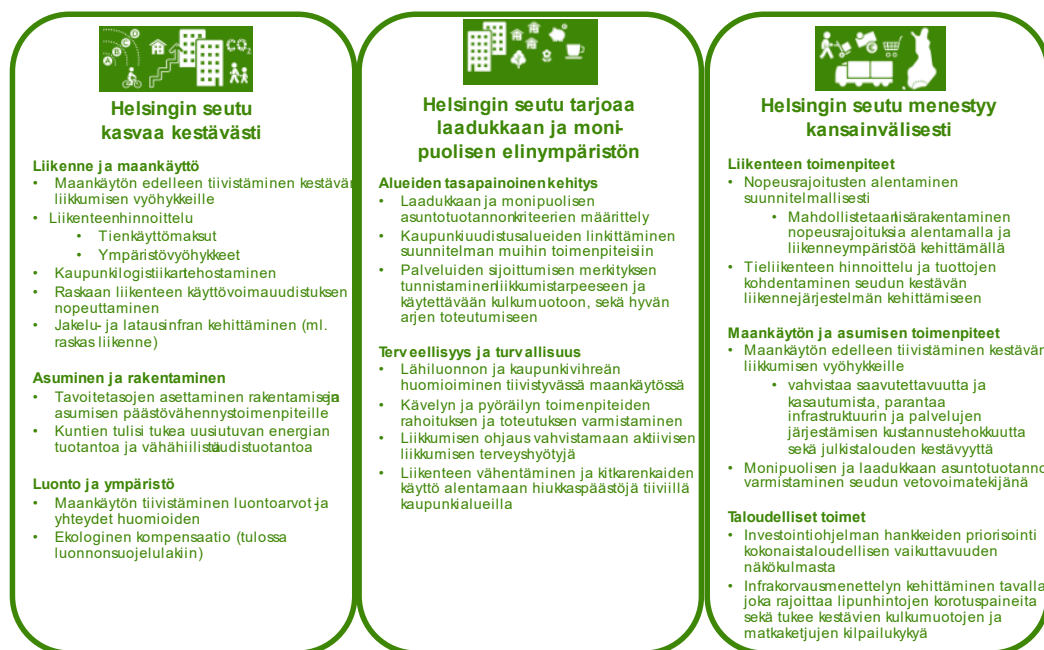 A
B
C
D
CO₂
Helsingin seutu
kasvaa kestävästi
Liikenne ja maankäyttö
• Maankäytön edelleen tiivistäminen kestävän
liikkumisen vyöhykkeille
• Liikenteenhinnoittelu
• Tienkäyttömaksut
• Ympäristövyöhykkeet
• Kaupunkilogistiikantehostaminen
• Raskaan liikenteen käyttövoimauudistuksen
nopeuttaminen
• Jakelu- ja latausinfran kehittäminen (ml.
raskas liikenne)
Asuminen ja rakentaminen
• Tavoitetasojen asettaminen rakentamisen ja
asumisen päästövähennystoimenpiteille
• Kuntien tulisi tukea uusiutuvan energian
tuotantoa ja vähähiilistä uudistuotantoa
Luonto ja ympäristö
• Maankäytön tiivistäminen luontoarvot ja
yhteydet huomioiden
• Ekologinen kompensaatio (tulossa
luonnonsuojelulakiin)
Helsingin seutu tarjoaa
laadukkaan ja moni-
puolisen elinympäristön
Alueiden tasapainoinen kehitys
• Laadukkaan ja monipuolisen
asuntotuotannonkriteerien määrittely
• Kaupunkiuudistusalueiden linkittäminen
suunnitelman muihin toimenpiteisiin
• Palveluiden sijoittumisen merkityksen
tunnistaminenliikkumistarpeeseen ja
käytettävään kulkumuotoon, sekä hyvän
arjen toteutumiseen
Terveellisyys ja turvallisuus
• Lähiluonnon ja kaupunkivihreän
huomioiminen tiivistyvässä maankäytössä
• Kävelyn ja pyöräilyn toimenpiteiden
rahoituksen ja toteutuksen varmistaminen
• Liikkumisen ohjaus vahvistamaan aktiivisen
liikkumisen terveyshyötyjä
• Liikenteen vähentäminen ja kitkarenkaiden
käyttö alentamaan hiukkaspäästöjä tiiviillä
kaupunkialueilla
Helsingin seutu menestyy
kansainvälisesti
Liikenteen toimenpiteet
• Nopeusrajoitusten alentaminen
suunnitelmallisesti
• Mahdollistetaan lisärakentaminen
nopeusrajoituksia alentamalla ja
liikenneympäristöä kehittämällä
• Tieliikenteen hinnoittelu ja tuottojen
kohdentaminen seudun kestävän
liikennejärjestelmän kehittämiseen
Maankäytön ja asumisen toimenpiteet
• Maankäytön edelleen tiivistäminen kestävän
liikkumisen vyöhykkeille
• vahvistaa saavutettavuutta ja
kasautumista, parantaa
infrastruktuurin ja palvelujen
järjestämisen kustannustehokkuutta
sekä julkistalouden kestävyyttä
• Monipuolisen ja laadukkaan asuntotuotanno
varmistaminen seudun vetovoimatekijänä
Taloudelliset toimet
• Investointiohjelman hankkeiden priorisointi
kokonaistaloudellisen vaikuttavuuden
näkökulmasta
• Infrakorvausmenettelyn kehittäminen tavalla
joka rajoittaa lipunhintojen korotuspaineita
sekä tukee kestävien kulkumuotojen ja
matkaketjujen kilpailukykyä